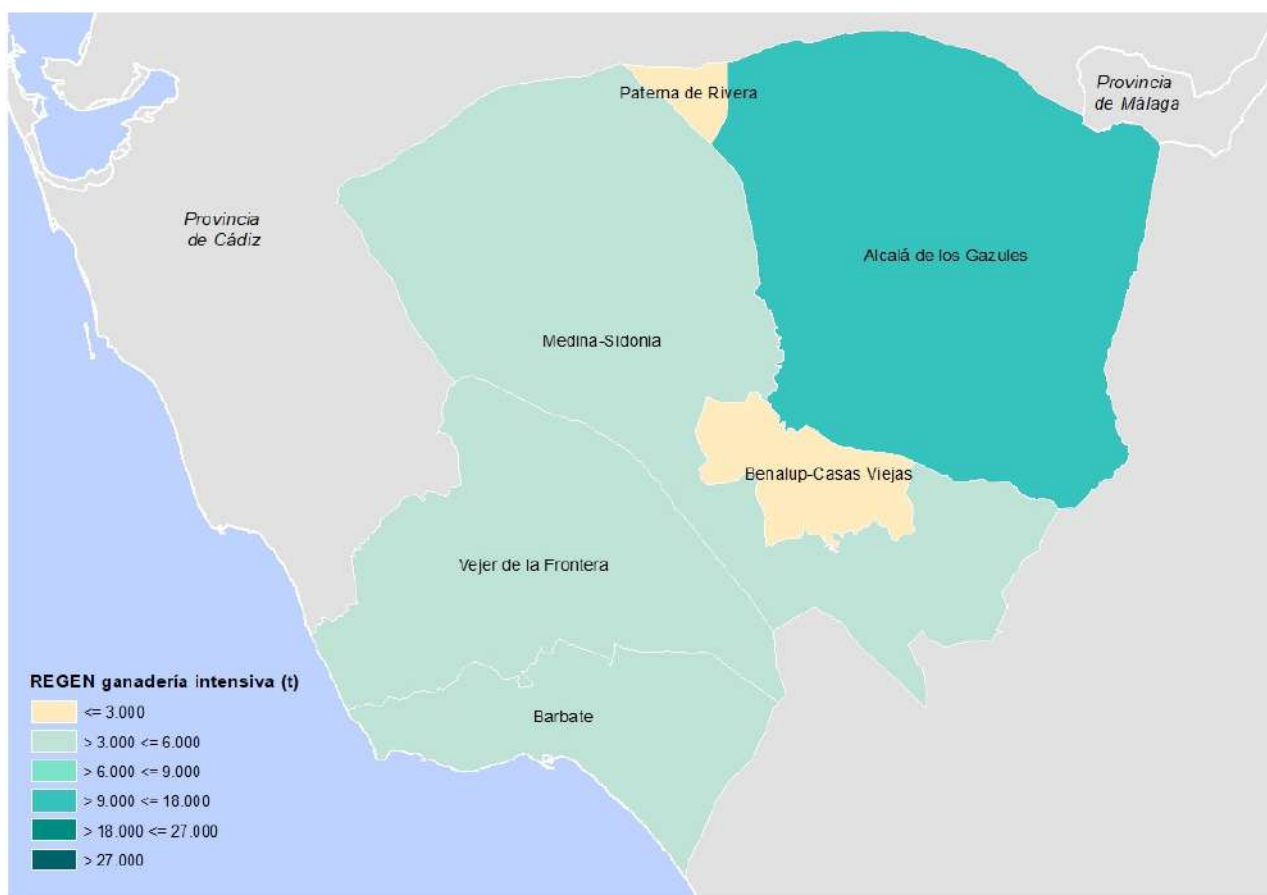 Paterna de Rivera
Provincia
de Málaga
Provincia
de Cádiz
Alcalá de los Gazules
Medina-Sidonia
Benalup-Casas Viejas
Vejer de la Frontera
Barbate
REGEN ganadería intensiva (t)
<= 3.000
> 3.000 <= 6.000
> 6.000 <= 9.000
> 9.000 <= 18.000
> 18.000 <= 27.000
> 27.000